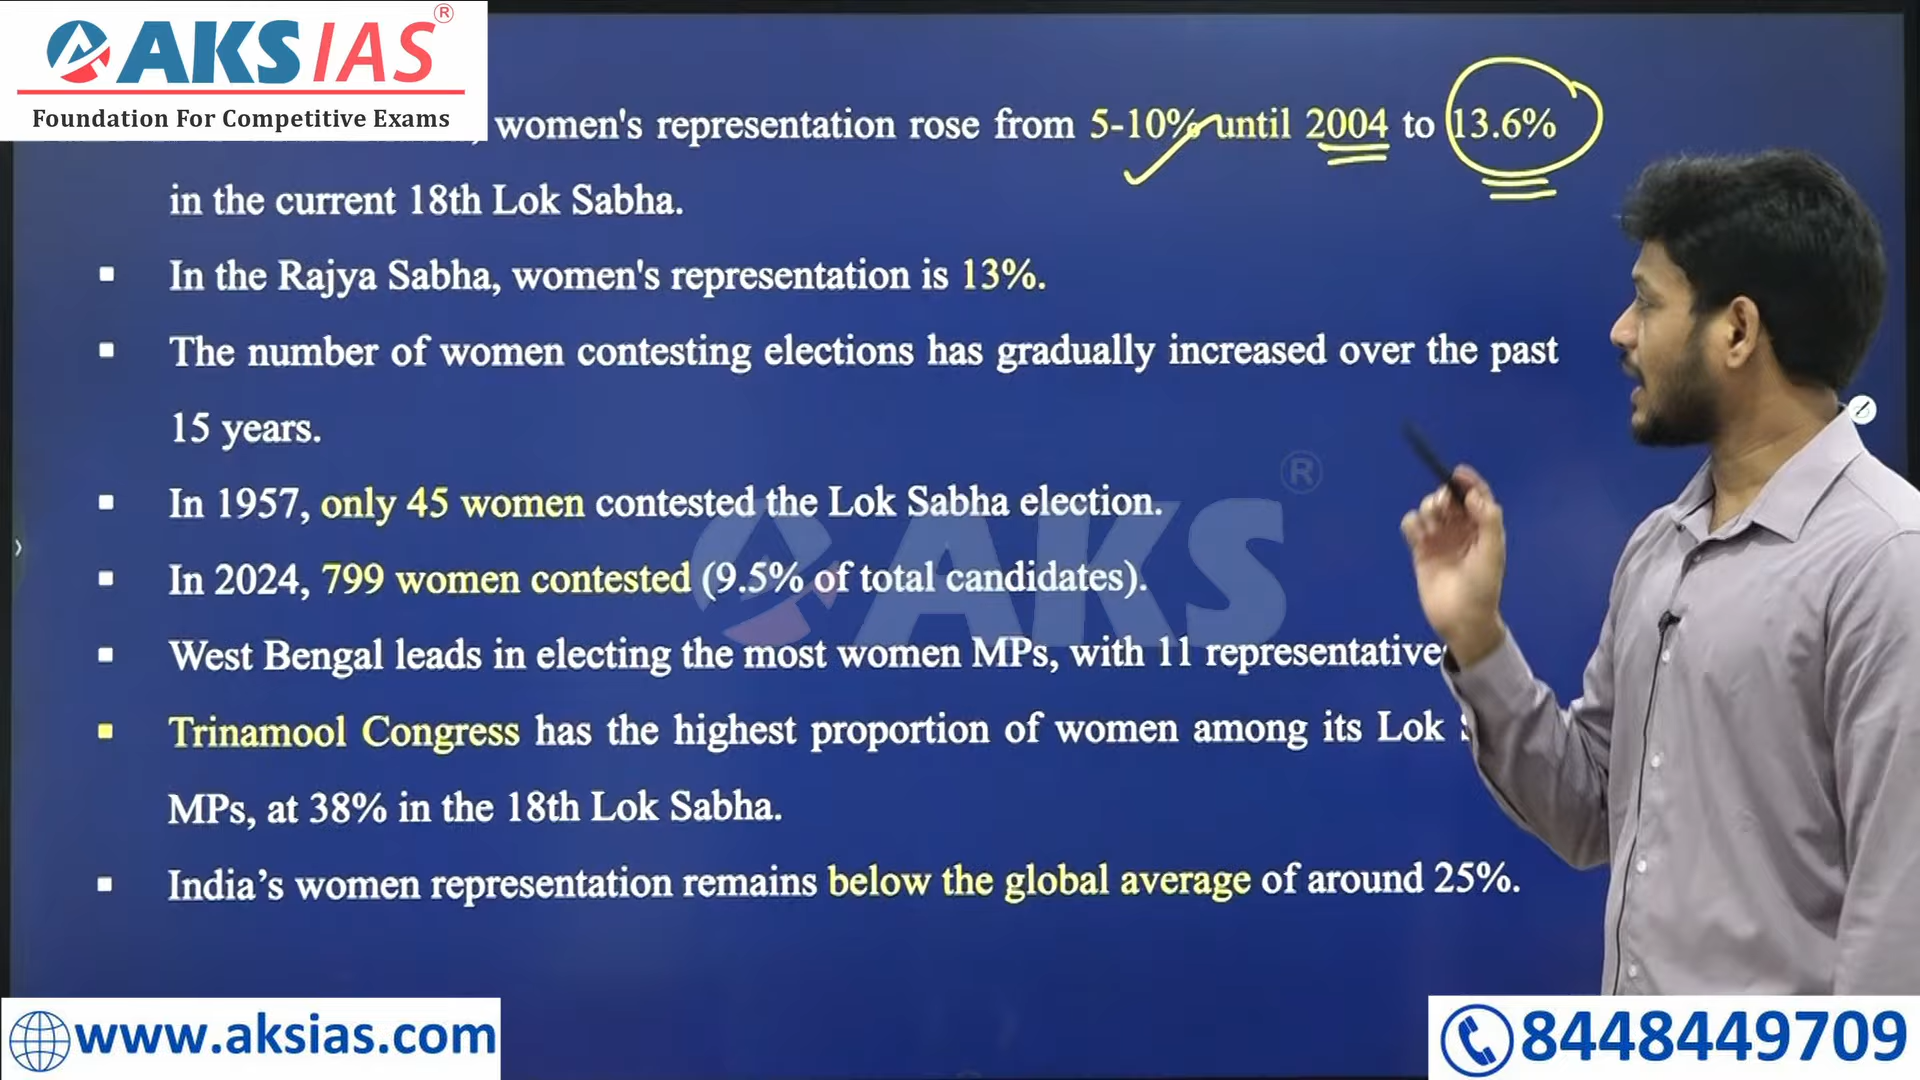 AKS IAS ®
Foundation For Competitive Exams
women's representation rose from 5-10% until 2004 to 13.6%
in the current 18th Lok Sabha.
▪ In the Rajya Sabha, women's representation is 13%.
▪ The number of women contesting elections has gradually increased over the past
15 years.
▪ In 1957, only 45 women contested the Lok Sabha election.
▪ In 2024, 799 women contested (9.5% of total candidates).
▪ West Bengal leads in electing the most women MPs, with 11 representative
▪ Trinamool Congress has the highest proportion of women among its Lok
MPs, at 38% in the 18th Lok Sabha.
▪ India’s women representation remains below the global average of around 25%.
AKS ®
www.aksias.com
8448449709